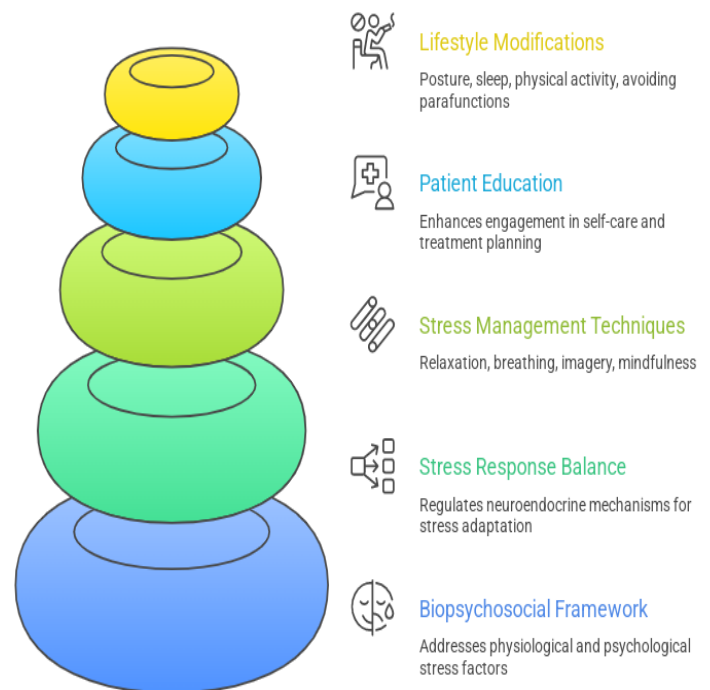 Lifestyle Modifications
Posture, sleep, physical activity, avoiding
parafunctions
Patient Education
Enhances engagement in self-care and
treatment planning
Stress Management Techniques
Relaxation, breathing, imagery, mindfulness
Stress Response Balance
Regulates neuroendocrine mechanisms for
stress adaptation
Biopsychosocial Framework
Addresses physiological and psychological
stress factors